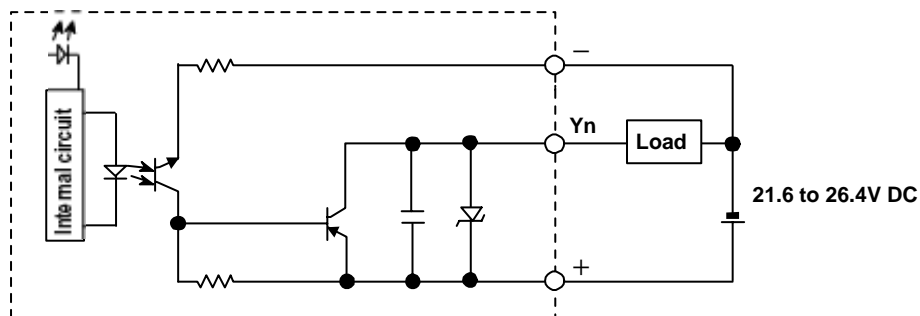 −
Yn
Load
Internal circuit
21.6 to 26.4V DC
+